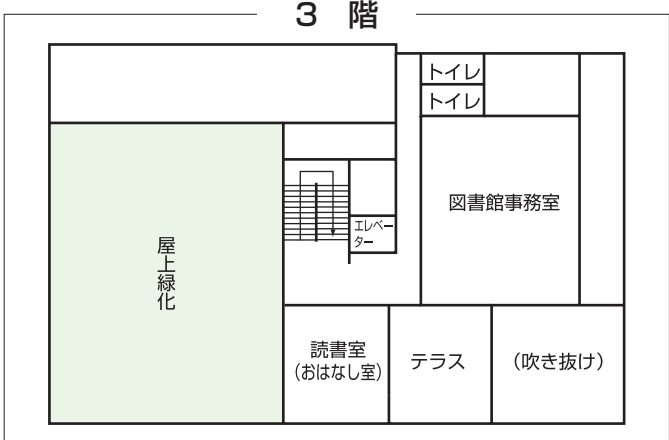 3 階
トイレ
トイレ
図書館事務室
エレベー
ター
屋上緑化
読書室
(おはなし室)
テラス
(吹き抜け)